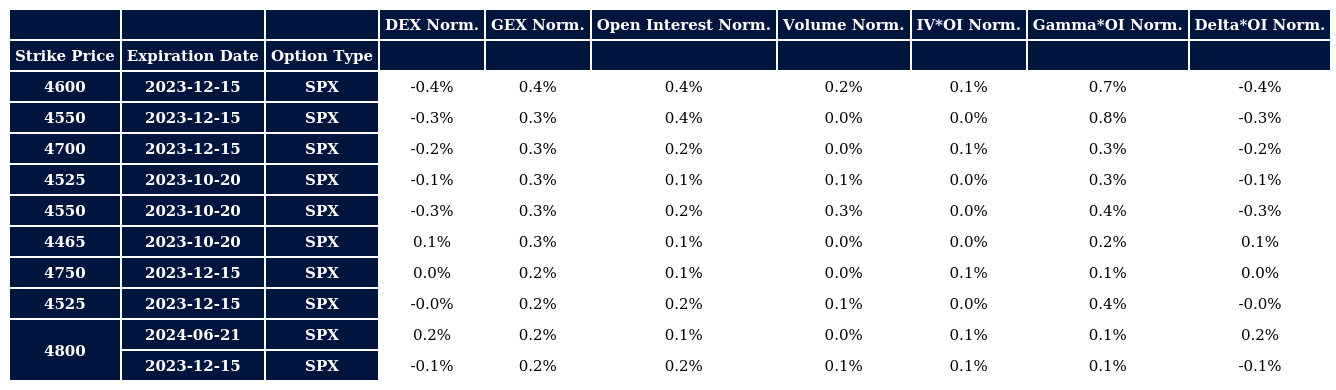 DEX Norm. GEX Norm. Open Interest Norm. Volume Norm. IV*OI Norm. Gamma*OI Norm. Delta*OI Norm.
Strike Price Expiration Date Option Type
4600 2023-12-15 SPX -0.4% 0.4% 0.4% 0.2% 0.1% 0.7% -0.4%
4550 2023-12-15 SPX -0.3% 0.3% 0.4% 0.0% 0.0% 0.8% -0.3%
4700 2023-12-15 SPX -0.2% 0.3% 0.2% 0.0% 0.1% 0.3% -0.2%
4525 2023-10-20 SPX -0.1% 0.3% 0.1% 0.1% 0.0% 0.3% -0.1%
4550 2023-10-20 SPX -0.3% 0.3% 0.2% 0.3% 0.0% 0.4% -0.3%
4465 2023-10-20 SPX 0.1% 0.3% 0.1% 0.0% 0.0% 0.2% 0.1%
4750 2023-12-15 SPX 0.0% 0.2% 0.1% 0.0% 0.1% 0.1% 0.0%
4525 2023-12-15 SPX -0.0% 0.2% 0.2% 0.1% 0.0% 0.4% -0.0%
4800 2024-06-21 SPX 0.2% 0.2% 0.1% 0.0% 0.1% 0.1% 0.2%
2023-12-15 SPX -0.1% 0.2% 0.2% 0.1% 0.1% 0.1% -0.1%